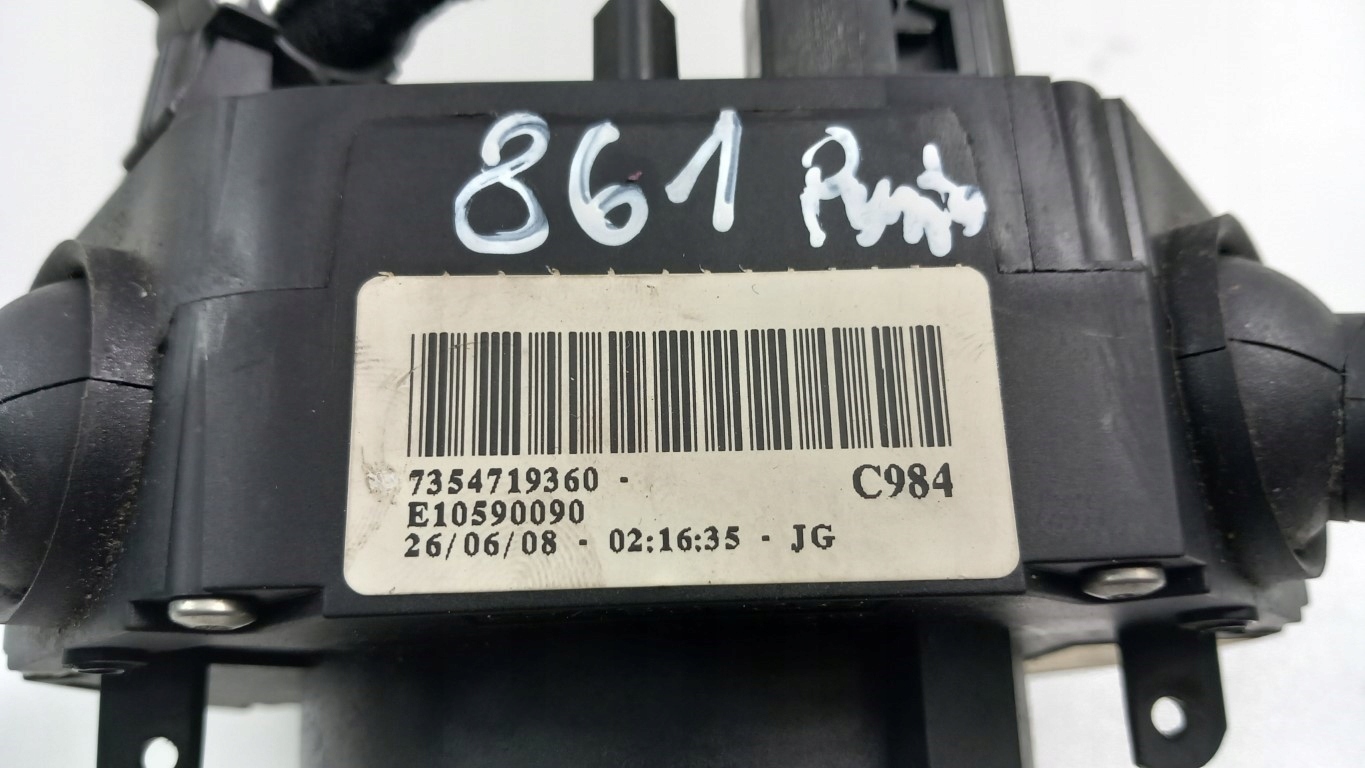 861 Punto
7354719360 - C984
E10590090
26/06/08 - 02:16:35 - JG